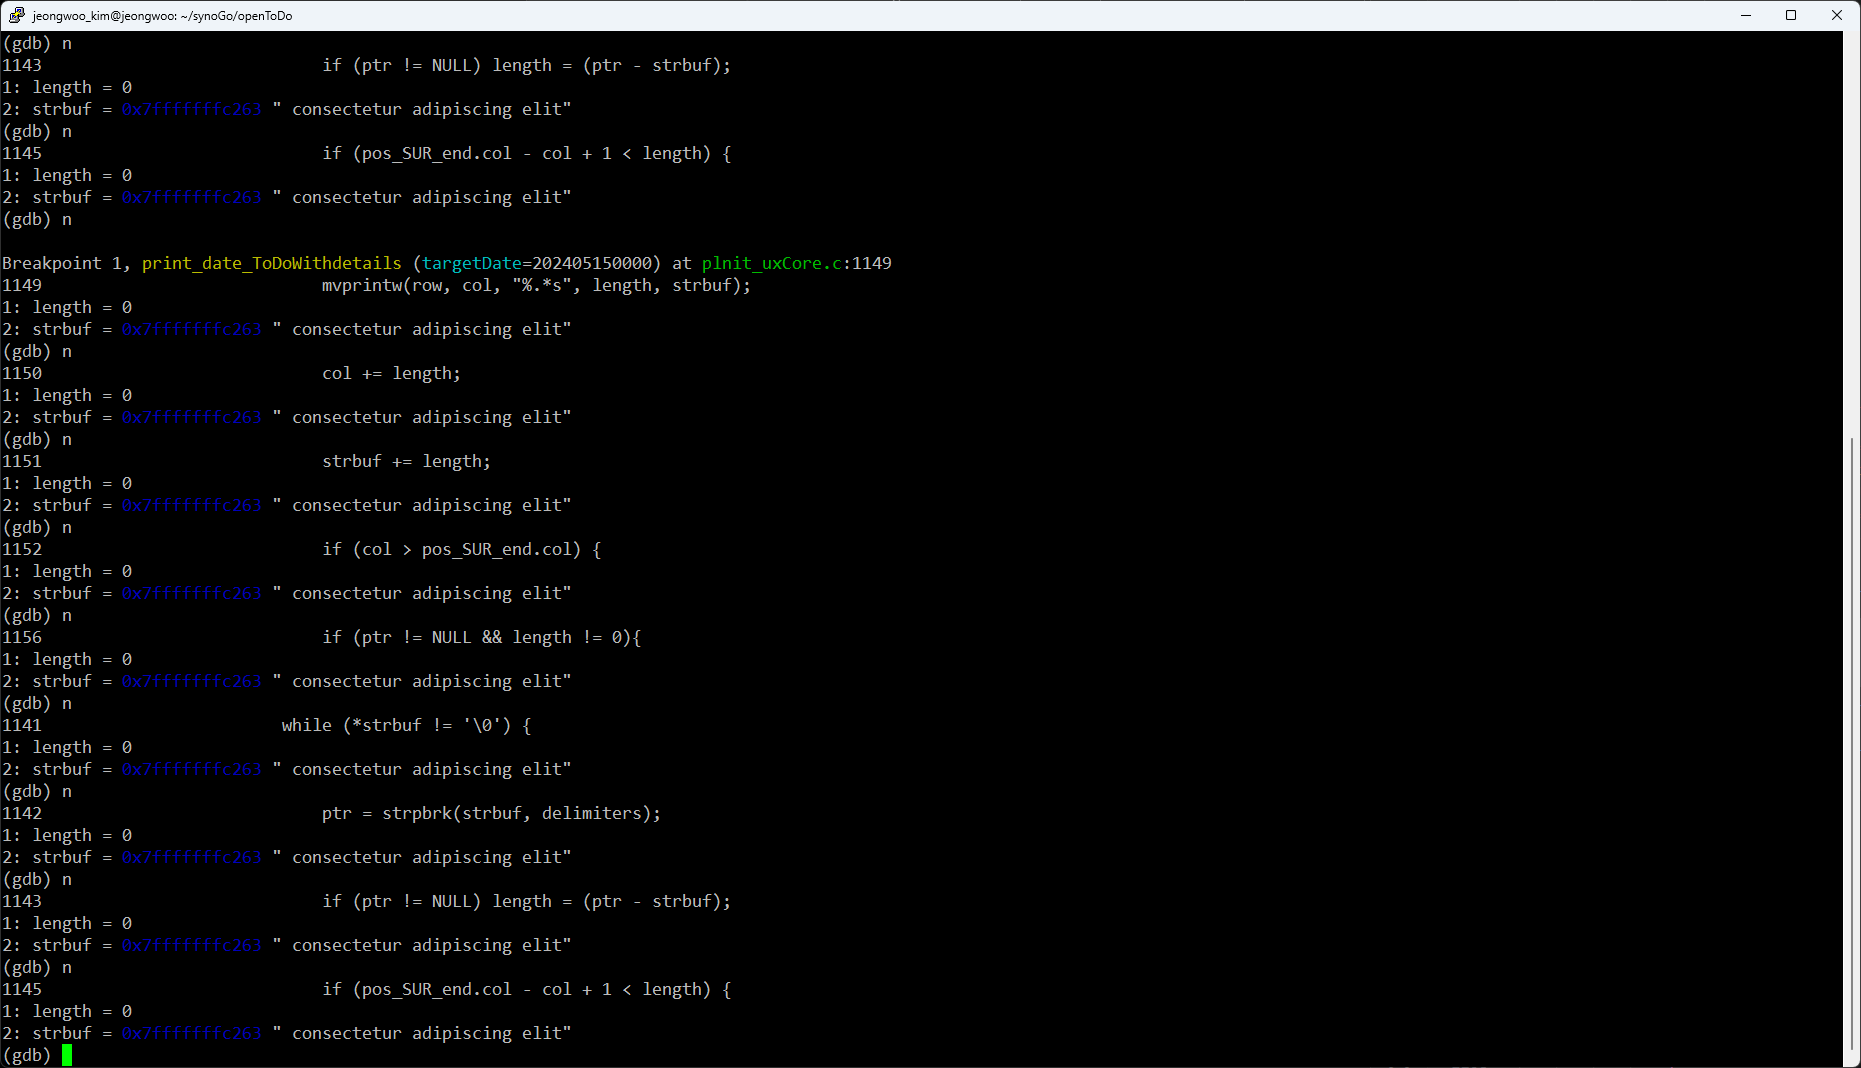 jeongwoo_kim@jeongwoo: ~/synoGo/openToDo
(gdb) n
1143                            if (ptr != NULL) length = (ptr - strbuf);
1: length = 0
2: strbuf = 0x7fffffffc263 " consectetur adipiscing elit"
(gdb) n
1145                            if (pos_SUR_end.col - col + 1 < length) {
1: length = 0
2: strbuf = 0x7fffffffc263 " consectetur adipiscing elit"
(gdb) n

Breakpoint 1, print_date_ToDoWithdetails (targetDate=202405150000) at plnit_uxCore.c:1149
1149                            mvprintw(row, col, "%.*s", length, strbuf);
1: length = 0
2: strbuf = 0x7fffffffc263 " consectetur adipiscing elit"
(gdb) n
1150                            col += length;
1: length = 0
2: strbuf = 0x7fffffffc263 " consectetur adipiscing elit"
(gdb) n
1151                            strbuf += length;
1: length = 0
2: strbuf = 0x7fffffffc263 " consectetur adipiscing elit"
(gdb) n
1152                            if (col > pos_SUR_end.col) {
1: length = 0
2: strbuf = 0x7fffffffc263 " consectetur adipiscing elit"
(gdb) n
1156                            if (ptr != NULL && length != 0){
1: length = 0
2: strbuf = 0x7fffffffc263 " consectetur adipiscing elit"
(gdb) n
1141                        while (*strbuf != '\0') {
1: length = 0
2: strbuf = 0x7fffffffc263 " consectetur adipiscing elit"
(gdb) n
1142                            ptr = strpbrk(strbuf, delimiters);
1: length = 0
2: strbuf = 0x7fffffffc263 " consectetur adipiscing elit"
(gdb) n
1143                            if (ptr != NULL) length = (ptr - strbuf);
1: length = 0
2: strbuf = 0x7fffffffc263 " consectetur adipiscing elit"
(gdb) n
1145                            if (pos_SUR_end.col - col + 1 < length) {
1: length = 0
2: strbuf = 0x7fffffffc263 " consectetur adipiscing elit"
(gdb)